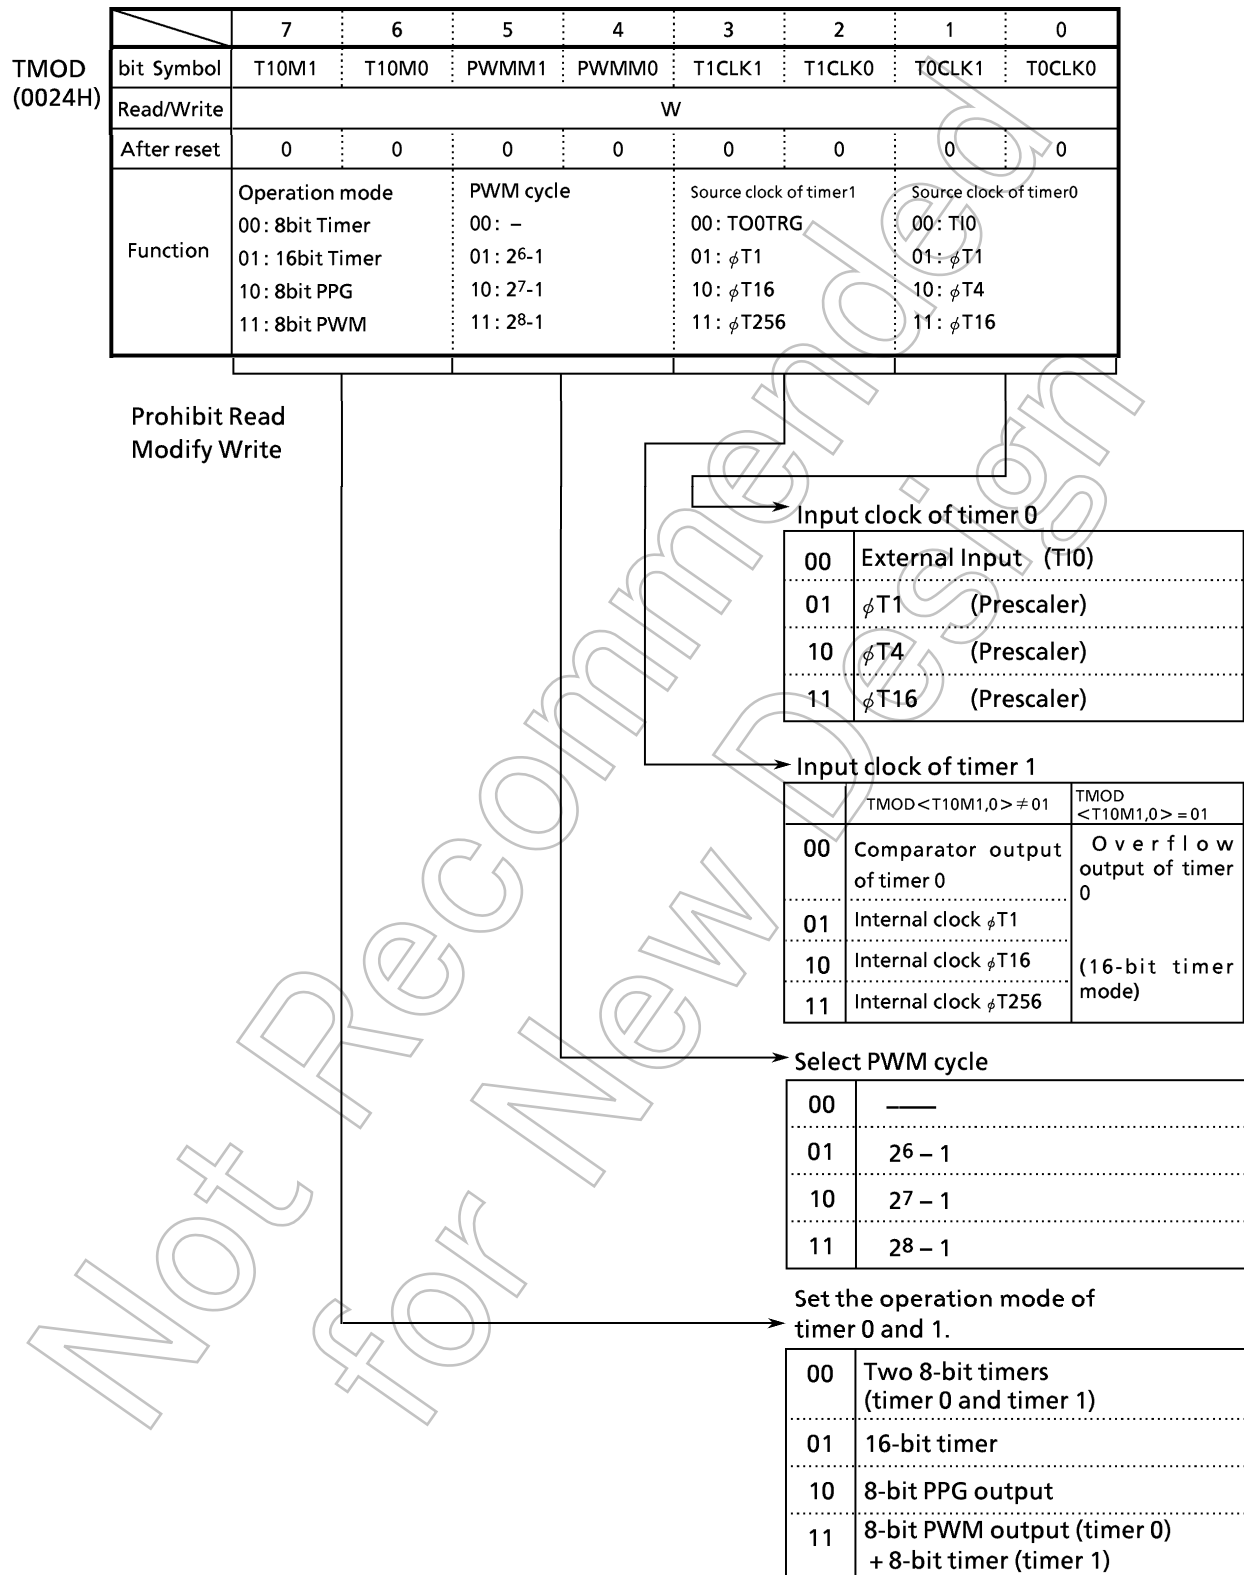 7 6 5 4 3 2 1 0
TMOD (0024H)
bit Symbol T10M1 T10M0 PWMM1 PWMM0 T1CLK1 T1CLK0 T0CLK1 T0CLK0
Read/Write W
After reset 0 0 0 0 0 0 0 0
Function
Operation mode PWM cycle Source clock of timer1 Source clock of timer0
00: 8bit Timer 00: – 00: TO0TRG 00: TI0
01: 16bit Timer 01: 2⁶-1 01: ϕT1 01: ϕT1
10: 8bit PPG 10: 2⁷-1 10: ϕT16 10: ϕT4
11: 8bit PWM 11: 2⁸-1 11: ϕT256 11: ϕT16
Prohibit Read
Modify Write
Input clock of timer 0
00 External Input (TI0)
01 ϕT1 (Prescaler)
10 ϕT4 (Prescaler)
11 ϕT16 (Prescaler)
Input clock of timer 1
TMOD<T10M1,0>≠01 TMOD <T10M1,0>=01
00 Comparator output of timer 0
01 Internal clock ϕT1
10 Internal clock ϕT16
11 Internal clock ϕT256
Overflow
output of timer
0
(16-bit timer
mode)
Select PWM cycle
00 ——
01 2⁶ – 1
10 2⁷ – 1
11 2⁸ – 1
Set the operation mode of
timer 0 and 1.
00 Two 8-bit timers
(timer 0 and timer 1)
01 16-bit timer
10 8-bit PPG output
11 8-bit PWM output (timer 0)
+ 8-bit timer (timer 1)
Not Recommended
for New Design